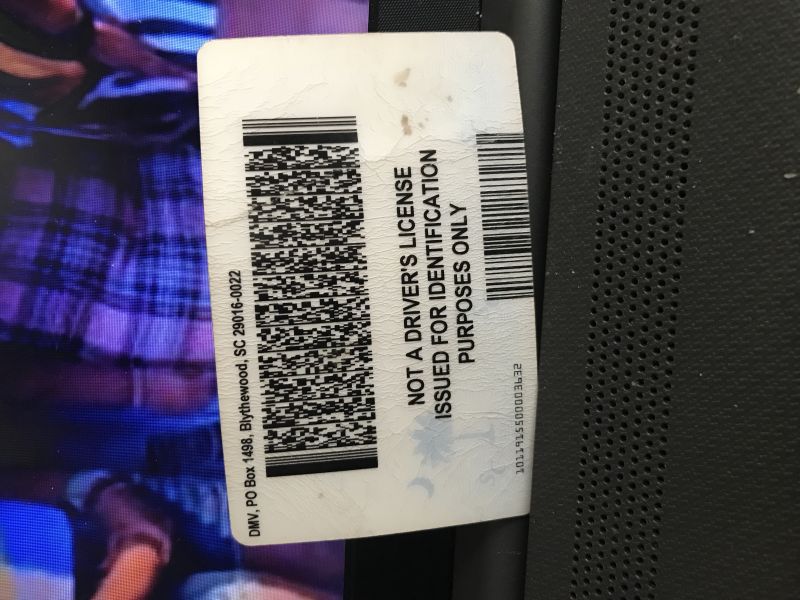 DMV, PO Box 1498, Blythewood, SC 29016-0022
NOT A DRIVER'S LICENSE
ISSUED FOR IDENTIFICATION
PURPOSES ONLY
1011915500003632